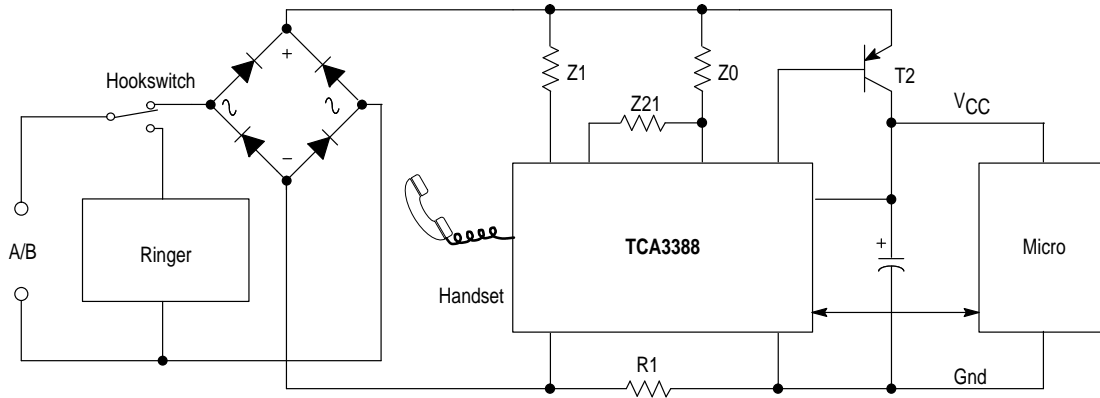 Hookswitch
+
−
Z1
Z0
Z21
T2
VCC
A/B
Ringer
TCA3388
Handset
+
Micro
R1
Gnd